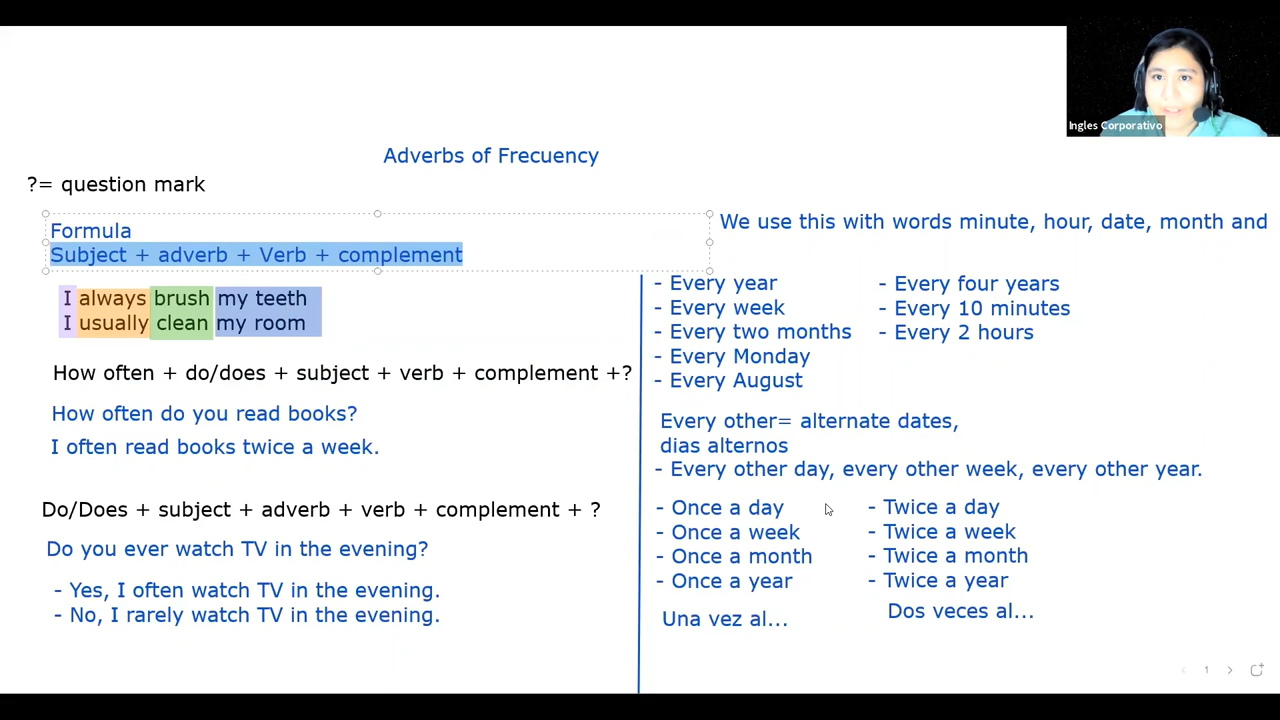 Ingles Corporativo
Adverbs of Frecuency
?= question mark
Formula
Subject + adverb + Verb + complement
I always brush my teeth
I usually clean my room
How often + do/does + subject + verb + complement +?
How often do you read books?
I often read books twice a week.
Do/Does + subject + adverb + verb + complement + ?
Do you ever watch TV in the evening?
- Yes, I often watch TV in the evening.
- No, I rarely watch TV in the evening.
We use this with words minute, hour, date, month and
- Every year
- Every week
- Every two months
- Every Monday
- Every August
- Every four years
- Every 10 minutes
- Every 2 hours
Every other= alternate dates,
dias alternos
- Every other day, every other week, every other year.
- Once a day
- Once a week
- Once a month
- Once a year
Una vez al...
- Twice a day
- Twice a week
- Twice a month
- Twice a year
Dos veces al...
1